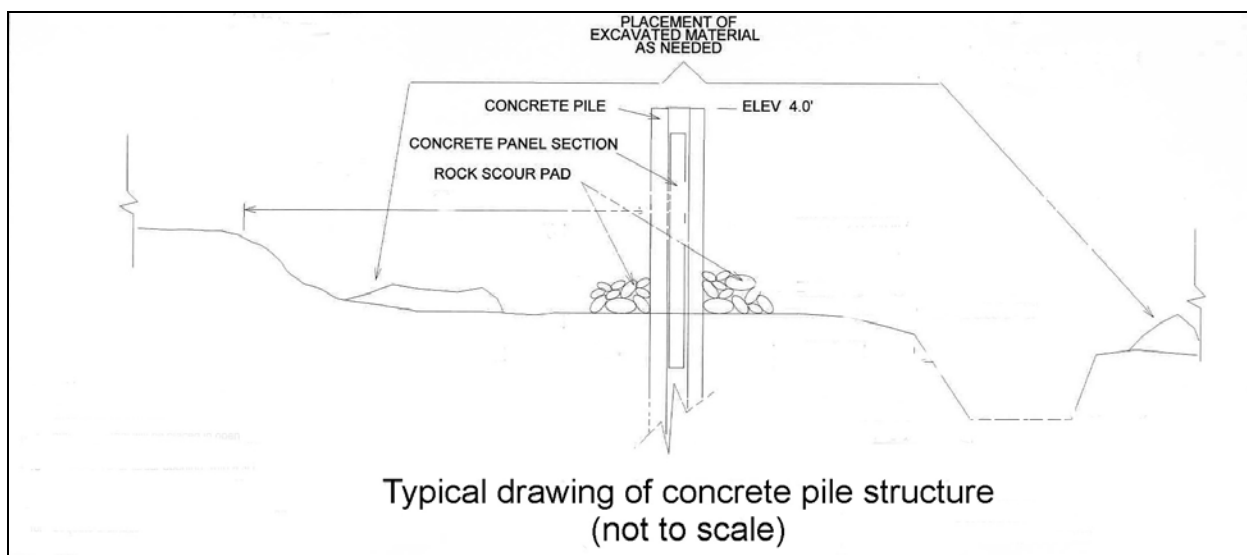 PLACEMENT OF
EXCAVATED MATERIAL
AS NEEDED
CONCRETE PILE
ELEV 4.0'
CONCRETE PANEL SECTION
ROCK SCOUR PAD
Typical drawing of concrete pile structure
(not to scale)